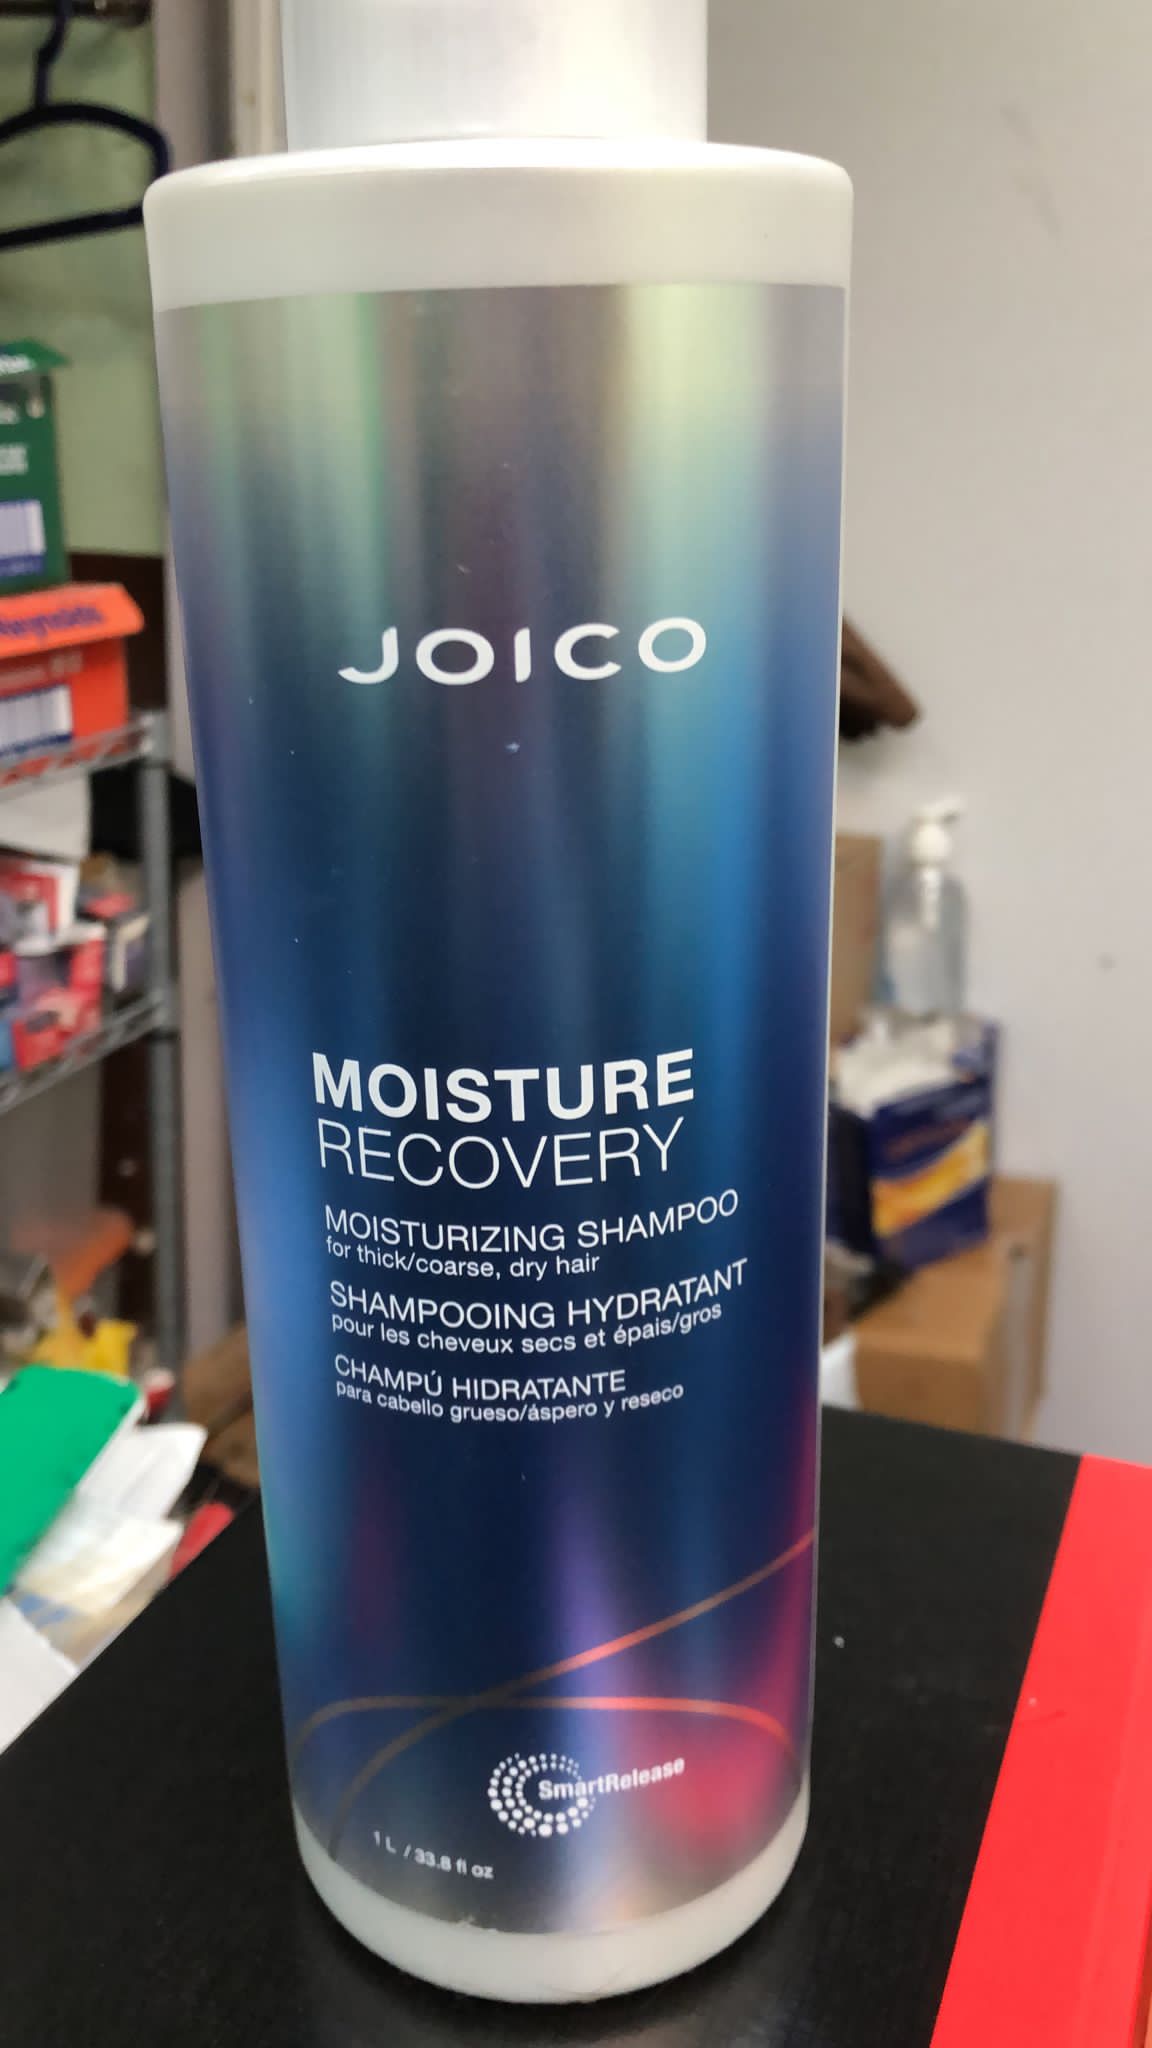 JOICO
MOISTURE
RECOVERY
MOISTURIZING SHAMPOO
for thick/coarse, dry hair
SHAMPOOING HYDRATANT
pour les cheveux secs et épais/gros
CHAMPÚ HIDRATANTE
para cabello grueso/áspero y reseco
SmartRelease
1 L / 33.8 fl oz
Reynolds